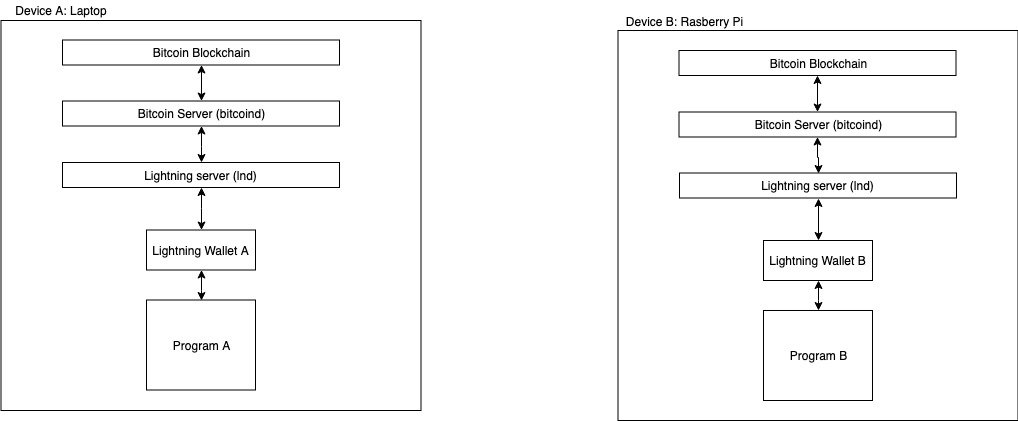 Device A: Laptop
Bitcoin Blockchain
Bitcoin Server (bitcoind)
Lightning server (lnd)
Lightning Wallet A
Program A
Device B: Rasberry Pi
Bitcoin Blockchain
Bitcoin Server (bitcoind)
Lightning server (lnd)
Lightning Wallet B
Program B